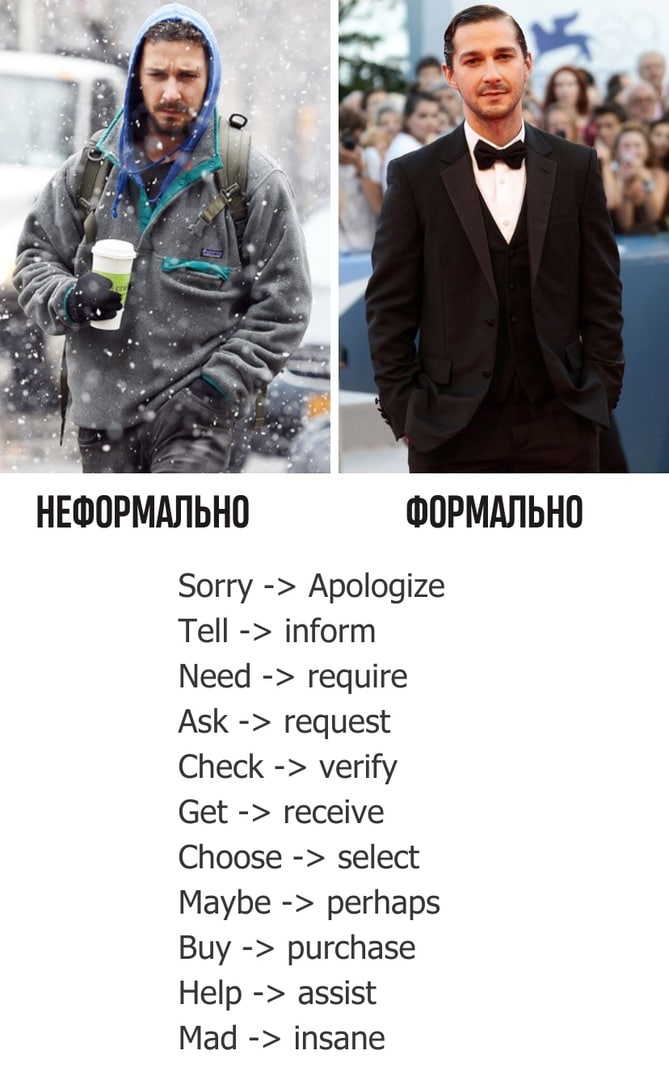 НЕФОРМАЛЬНО ФОРМАЛЬНО
Sorry -> Apologize
Tell -> inform
Need -> require
Ask -> request
Check -> verify
Get -> receive
Choose -> select
Maybe -> perhaps
Buy -> purchase
Help -> assist
Mad -> insane